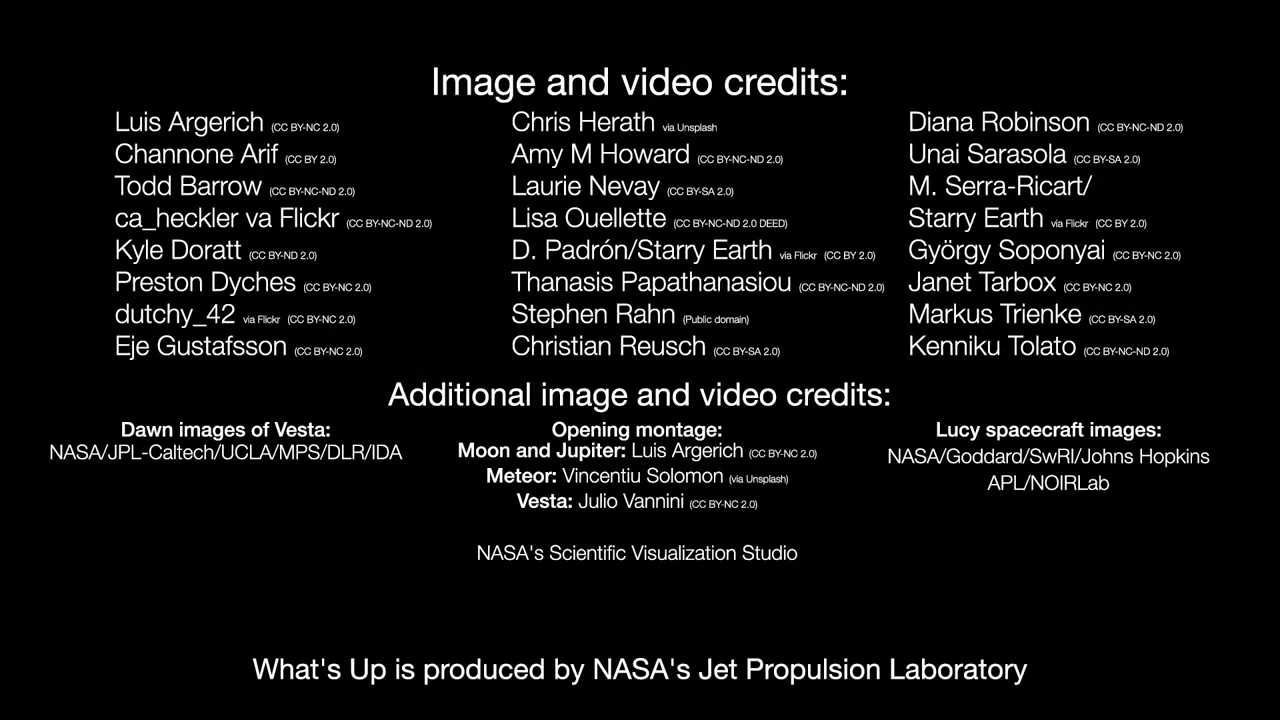 Image and video credits:
Luis Argerich (CC BY-NC 2.0)
Channone Arif (CC BY 2.0)
Todd Barrow (CC BY-NC-ND 2.0)
ca_heckler va Flickr (CC BY-NC-ND 2.0)
Kyle Doratt (CC BY-ND 2.0)
Preston Dyches (CC BY-NC 2.0)
dutchy_42 via Flickr (CC BY-NC 2.0)
Eje Gustafsson (CC BY-NC 2.0)
Chris Herath via Unsplash
Amy M Howard (CC BY-NC-ND 2.0)
Laurie Nevay (CC BY-SA 2.0)
Lisa Ouellette (CC BY-NC-ND 2.0 DEED)
D. Padrón/Starry Earth via Flickr (CC BY 2.0)
Thanasis Papathanasiou (CC BY-NC-ND 2.0)
Stephen Rahn (Public domain)
Christian Reusch (CC BY-SA 2.0)
Diana Robinson (CC BY-NC-ND 2.0)
Unai Sarasola (CC BY-SA 2.0)
M. Serra-Ricart/
Starry Earth via Flickr (CC BY 2.0)
György Soponyai (CC BY-NC 2.0)
Janet Tarbox (CC BY-NC 2.0)
Markus Trienke (CC BY-SA 2.0)
Kenniku Tolato (CC BY-NC-ND 2.0)
Additional image and video credits:
Dawn images of Vesta:
NASA/JPL-Caltech/UCLA/MPS/DLR/IDA
Opening montage:
Moon and Jupiter: Luis Argerich (CC BY-NC 2.0)
Meteor: Vincentiu Solomon (via Unsplash)
Vesta: Julio Vannini (CC BY-NC 2.0)
Lucy spacecraft images:
NASA/Goddard/SwRI/Johns Hopkins
APL/NOIRLab
NASA's Scientific Visualization Studio
What's Up is produced by NASA's Jet Propulsion Laboratory